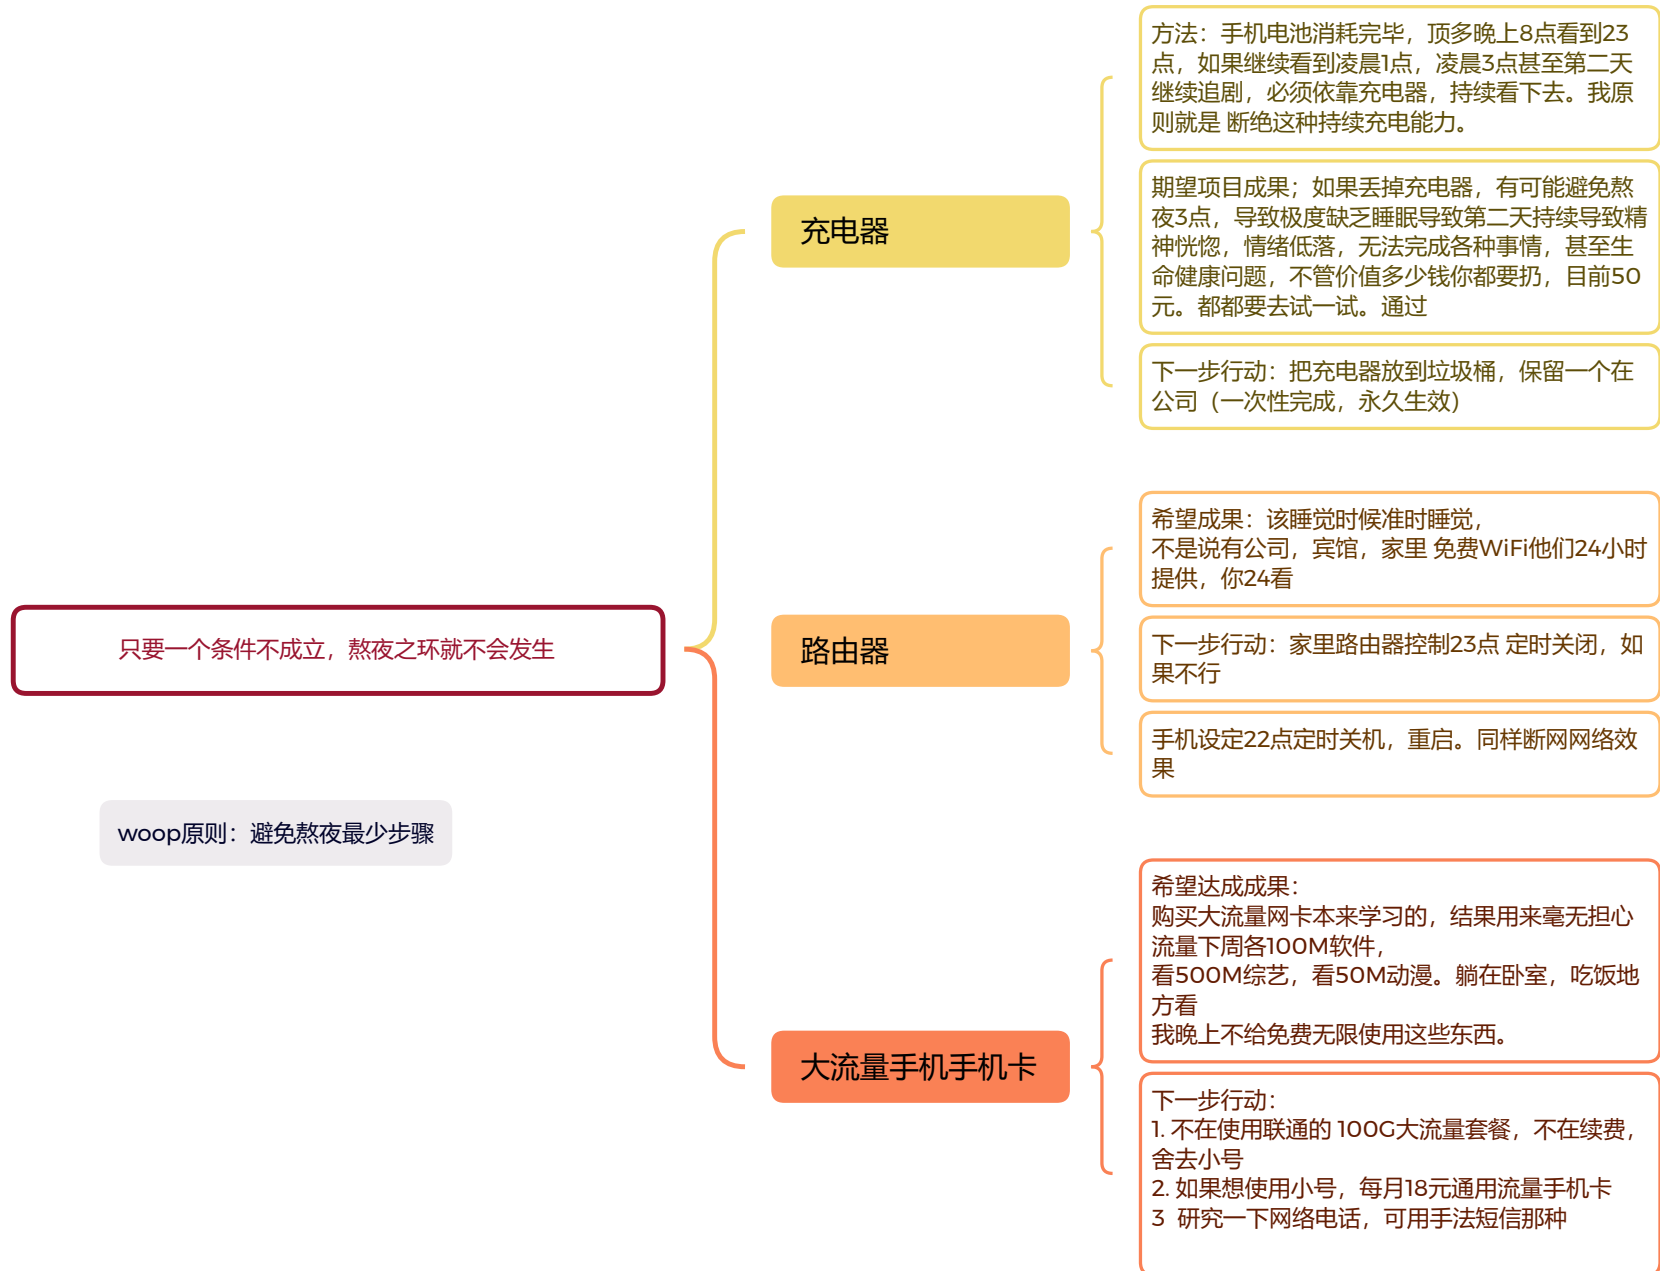 只要一个条件不成立，熬夜之环就不会发生
woop原则：避免熬夜最少步骤
充电器
方法：手机电池消耗完毕，顶多晚上8点看到23
点，如果继续看到凌晨1点，凌晨3点甚至第二天
继续追剧，必须依靠充电器，持续看下去。我原
则就是 断绝这种持续充电能力。
期望项目成果；如果丢掉充电器，有可能避免熬
夜3点，导致极度缺乏睡眠导致第二天持续导致精
神恍惚，情绪低落，无法完成各种事情，甚至生
命健康问题，不管价值多少钱你都要扔，目前50
元。都都要去试一试。通过
下一步行动：把充电器放到垃圾桶，保留一个在
公司（一次性完成，永久生效）
路由器
希望成果：该睡觉时候准时睡觉，
不是说有公司，宾馆，家里 免费WiFi他们24小时
提供，你24看
下一步行动：家里路由器控制23点 定时关闭，如
果不行
手机设定22点定时关机，重启。同样断网网络效
果
大流量手机手机卡
希望达成成果：
购买大流量网卡本来学习的，结果用来毫无担心
流量下周各100M软件，
看500M综艺，看50M动漫。躺在卧室，吃饭地
方看
我晚上不给免费无限使用这些东西。
下一步行动：
1. 不在使用联通的 100G大流量套餐，不在续费，
舍去小号
2. 如果想使用小号，每月18元通用流量手机卡
3  研究一下网络电话，可用手法短信那种